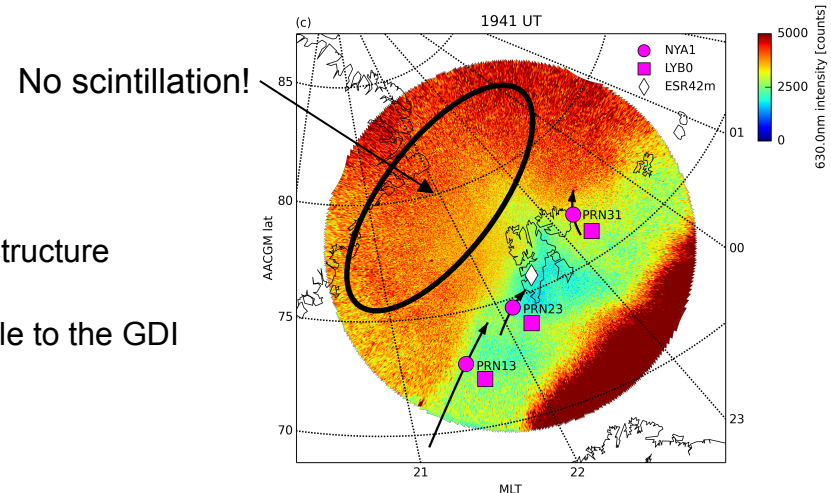 (c)
1941 UT
No scintillation!
tructure
le to the GDI
NYA1
LYB0
ESR42m
PRN31
PRN23
PRN13
85
80
75
70
AACGM lat
01
00
23
21
22
MLT
5000
2500
0
630.0nm intensity [counts]